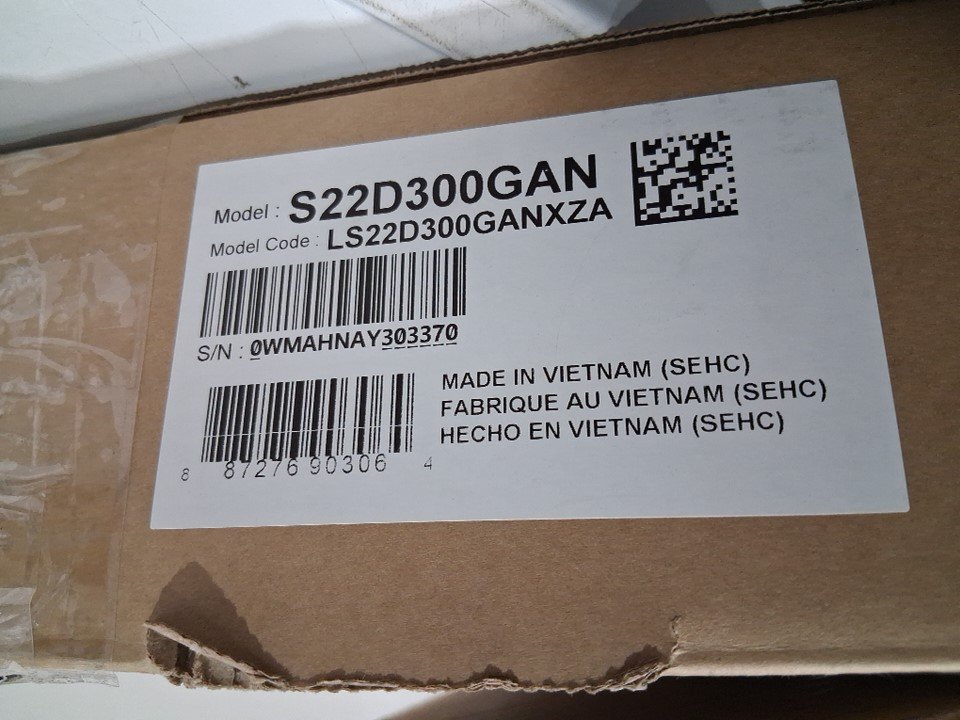 Model : S22D300GAN
Model Code : LS22D300GANXZA
S/N : 0WMAHNAY303370
MADE IN VIETNAM (SEHC)
FABRIQUE AU VIETNAM (SEHC)
HECHO EN VIETNAM (SEHC)
8 87276 90306 4